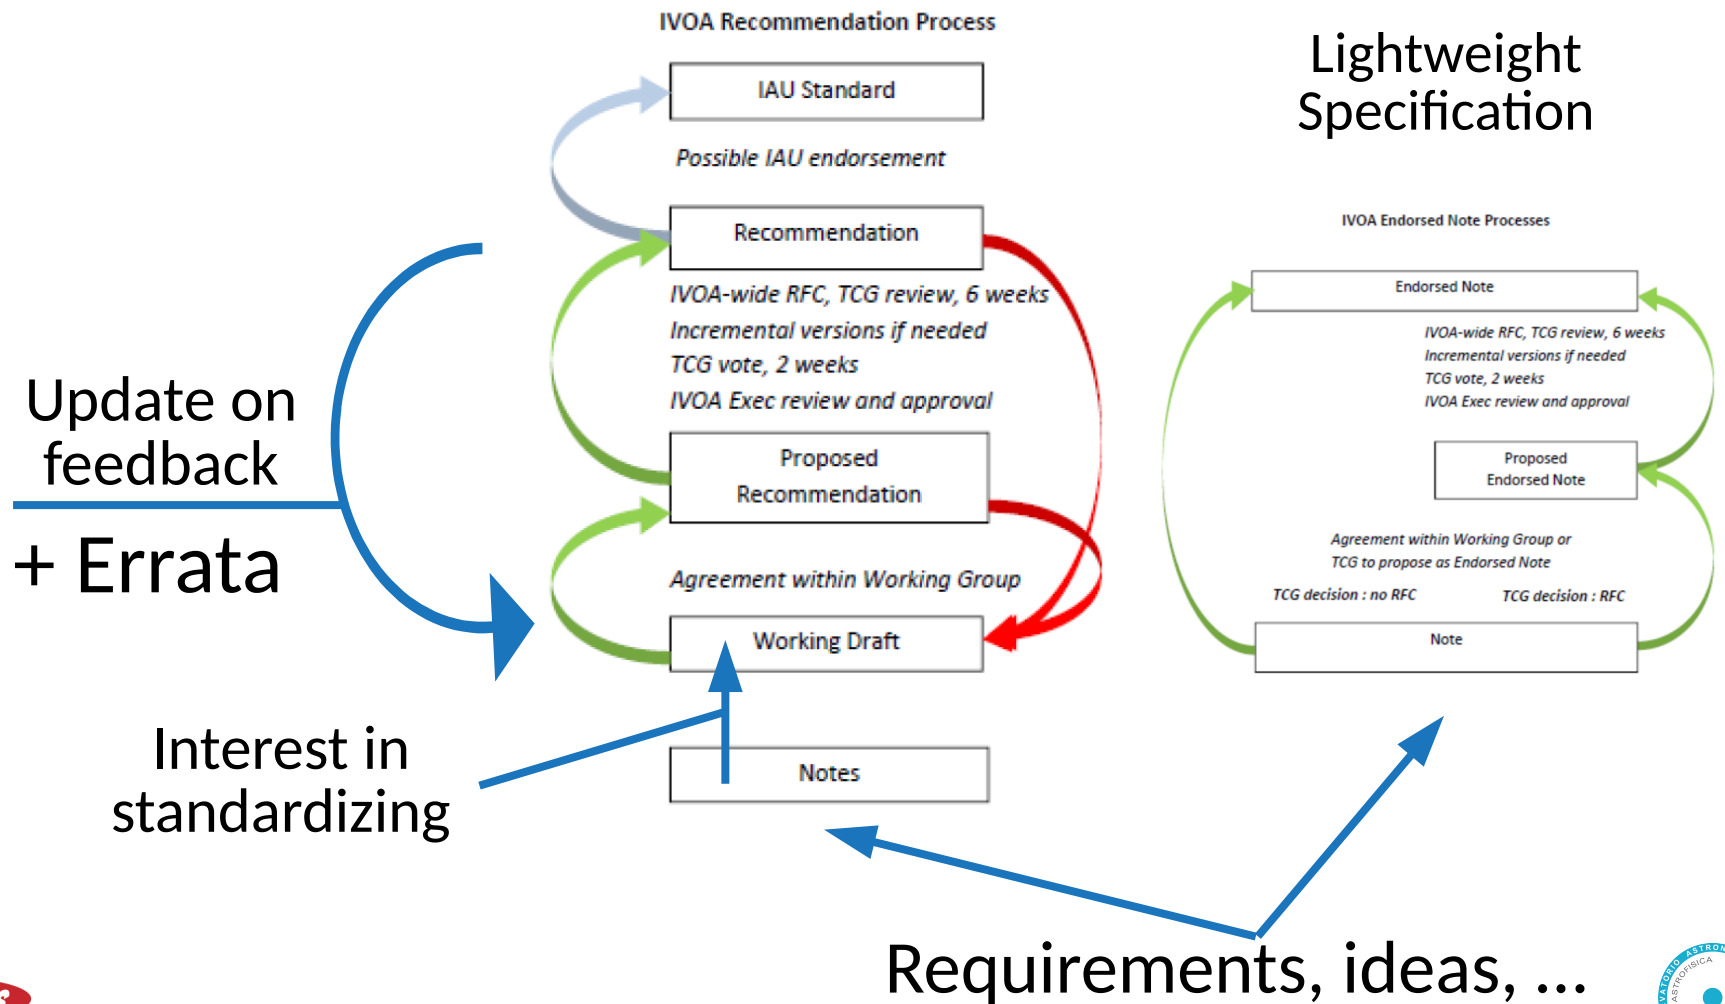 IVOA Recommendation Process
IAU Standard
Possible IAU endorsement
Recommendation
IVOA-wide RFC, TCG review, 6 weeks
Incremental versions if needed
TCG vote, 2 weeks
IVOA Exec review and approval
Proposed
Recommendation
Agreement within Working Group
Working Draft
Notes
Update on
feedback
+ Errata
Interest in
standardizing
Lightweight
Specification
IVOA Endorsed Note Processes
Endorsed Note
IVOA-wide RFC, TCG review, 6 weeks
Incremental versions if needed
TCG vote, 2 weeks
IVOA Exec review and approval
Proposed
Endorsed Note
Agreement within Working Group or
TCG to propose as Endorsed Note
TCG decision : no RFC
TCG decision : RFC
Note
Requirements, ideas, ...